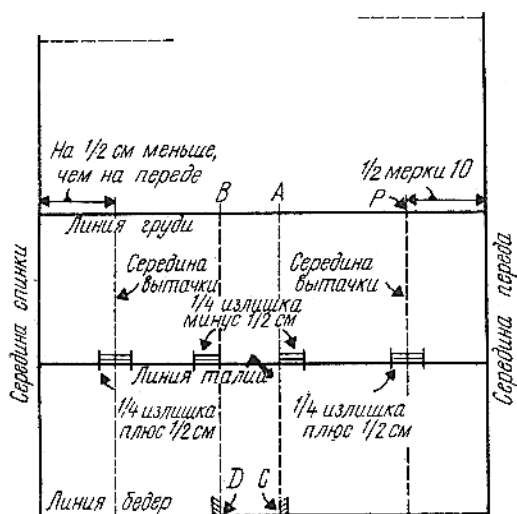 На 1/2 см меньше,
чем на переде
B
A
1/2 мерки 10
P
Линия груди
Середина спинки
Середина
вытачки
Середина
вытачки
Середина переда
1/4 излишка
минус 1/2 см
Линия талии
1/4 излишка
плюс 1/2 см
1/4 излишка
плюс 1/2 см
D
C
Линия бедер